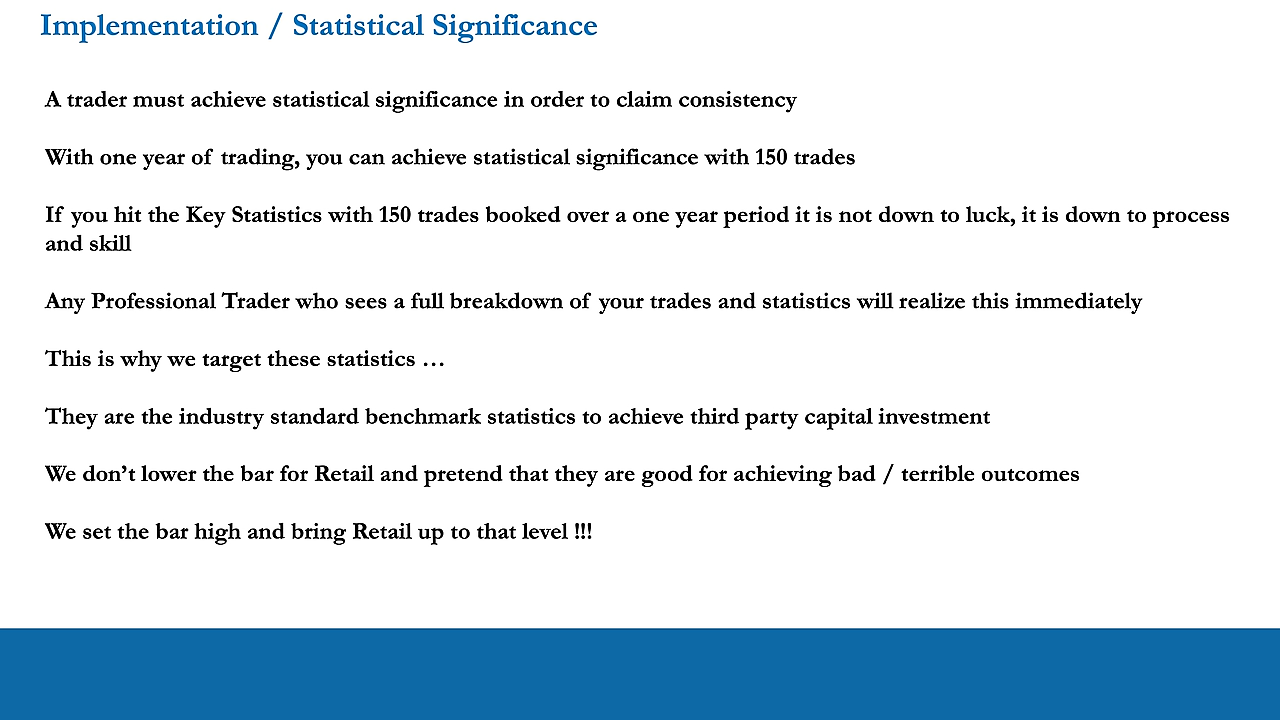 Implementation / Statistical Significance
A trader must achieve statistical significance in order to claim consistency
With one year of trading, you can achieve statistical significance with 150 trades
If you hit the Key Statistics with 150 trades booked over a one year period it is not down to luck, it is down to process
and skill
Any Professional Trader who sees a full breakdown of your trades and statistics will realize this immediately
This is why we target these statistics …
They are the industry standard benchmark statistics to achieve third party capital investment
We don’t lower the bar for Retail and pretend that they are good for achieving bad / terrible outcomes
We set the bar high and bring Retail up to that level !!!